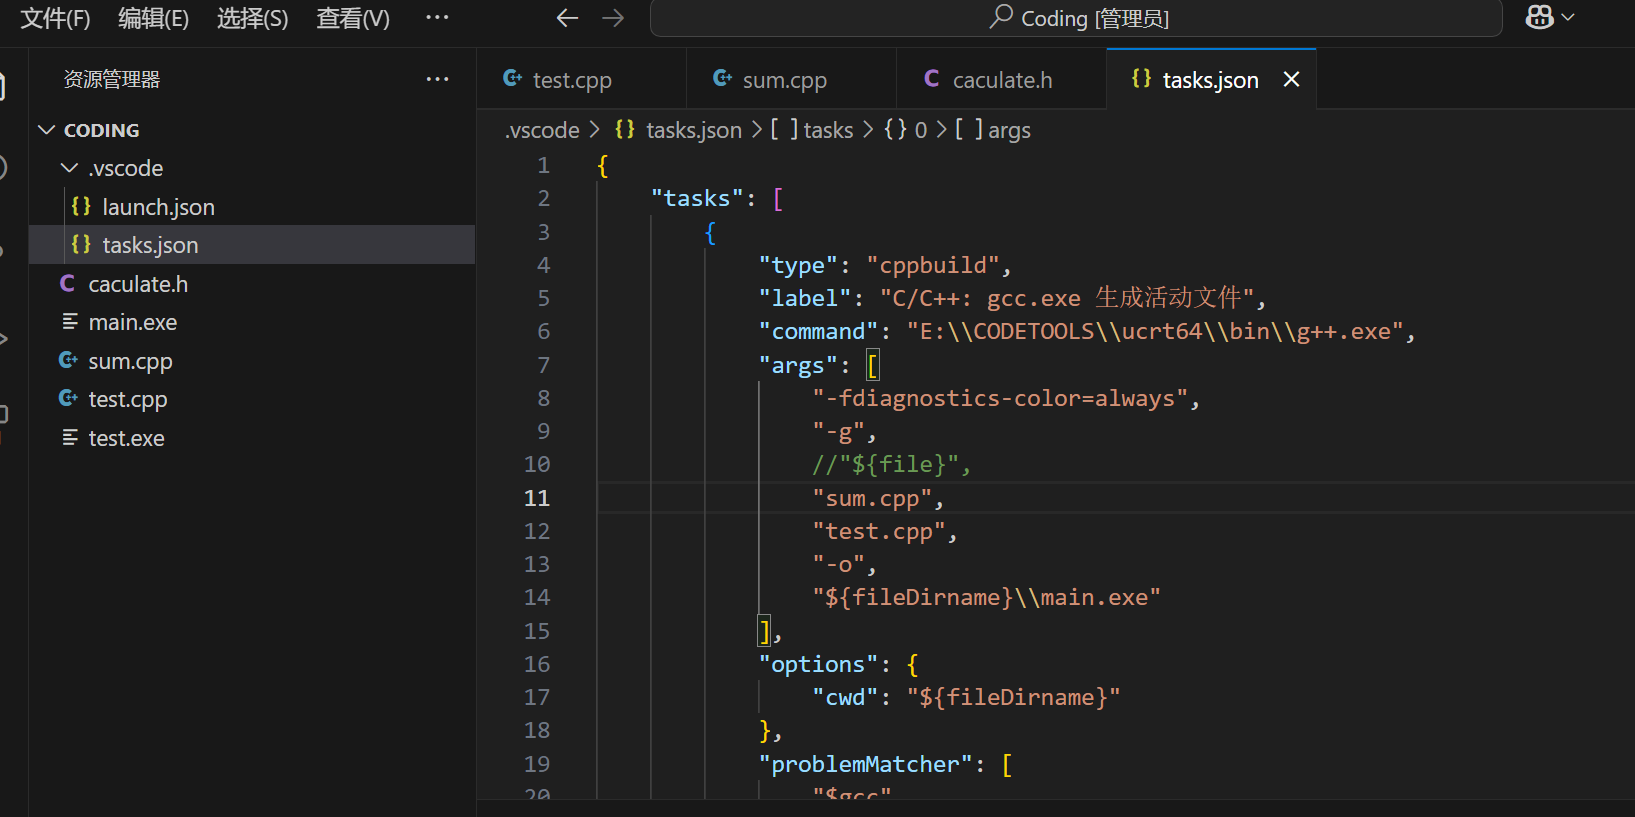 文件(F) 编辑(E) 选择(S) 查看(V) ··· Coding [管理员]
资源管理器 ···
test.cpp sum.cpp caculate.h tasks.json
CODING
.vscode
launch.json
tasks.json
caculate.h
main.exe
sum.cpp
test.cpp
test.exe
.vscode > {} tasks.json > [ ] tasks > {} 0 > [ ] args
1 {
2 "tasks": [
3 {
4 "type": "cppbuild",
5 "label": "C/C++: gcc.exe 生成活动文件",
6 "command": "E:\\CODETOOLS\\ucrt64\\bin\\g++.exe",
7 "args": [
8 "-fdiagnostics-color=always",
9 "-g",
10 //"${file}",
11 "sum.cpp",
12 "test.cpp",
13 "-o",
14 "${fileDirname}\\main.exe"
15 ],
16 "options": {
17 "cwd": "${fileDirname}"
18 },
19 "problemMatcher": [
20 "$gcc"